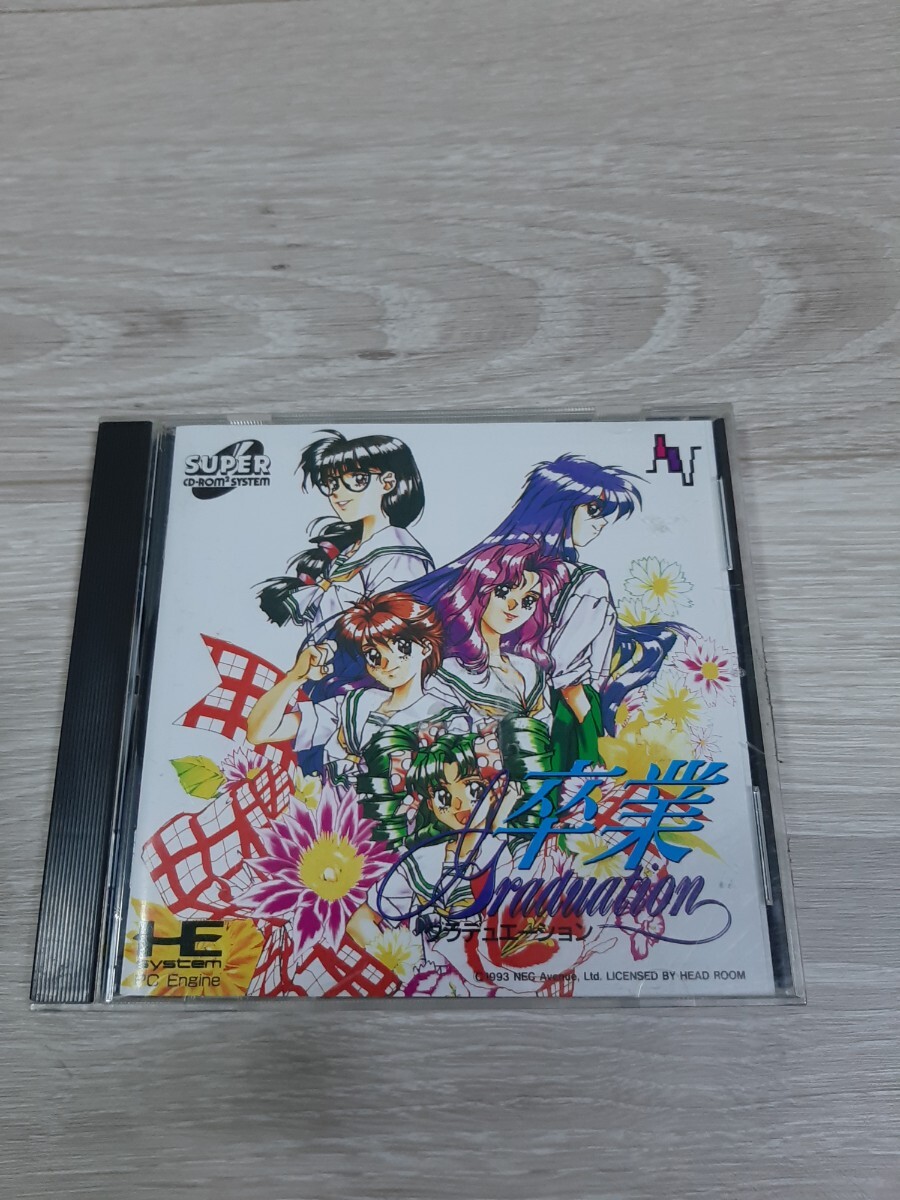 SUPER
CD-ROM² SYSTEM
卒業
Graduation
グラデュエーション
HE
system
PC Engine
©1993 NEC Avenue, Ltd. LICENSED BY HEAD ROOM